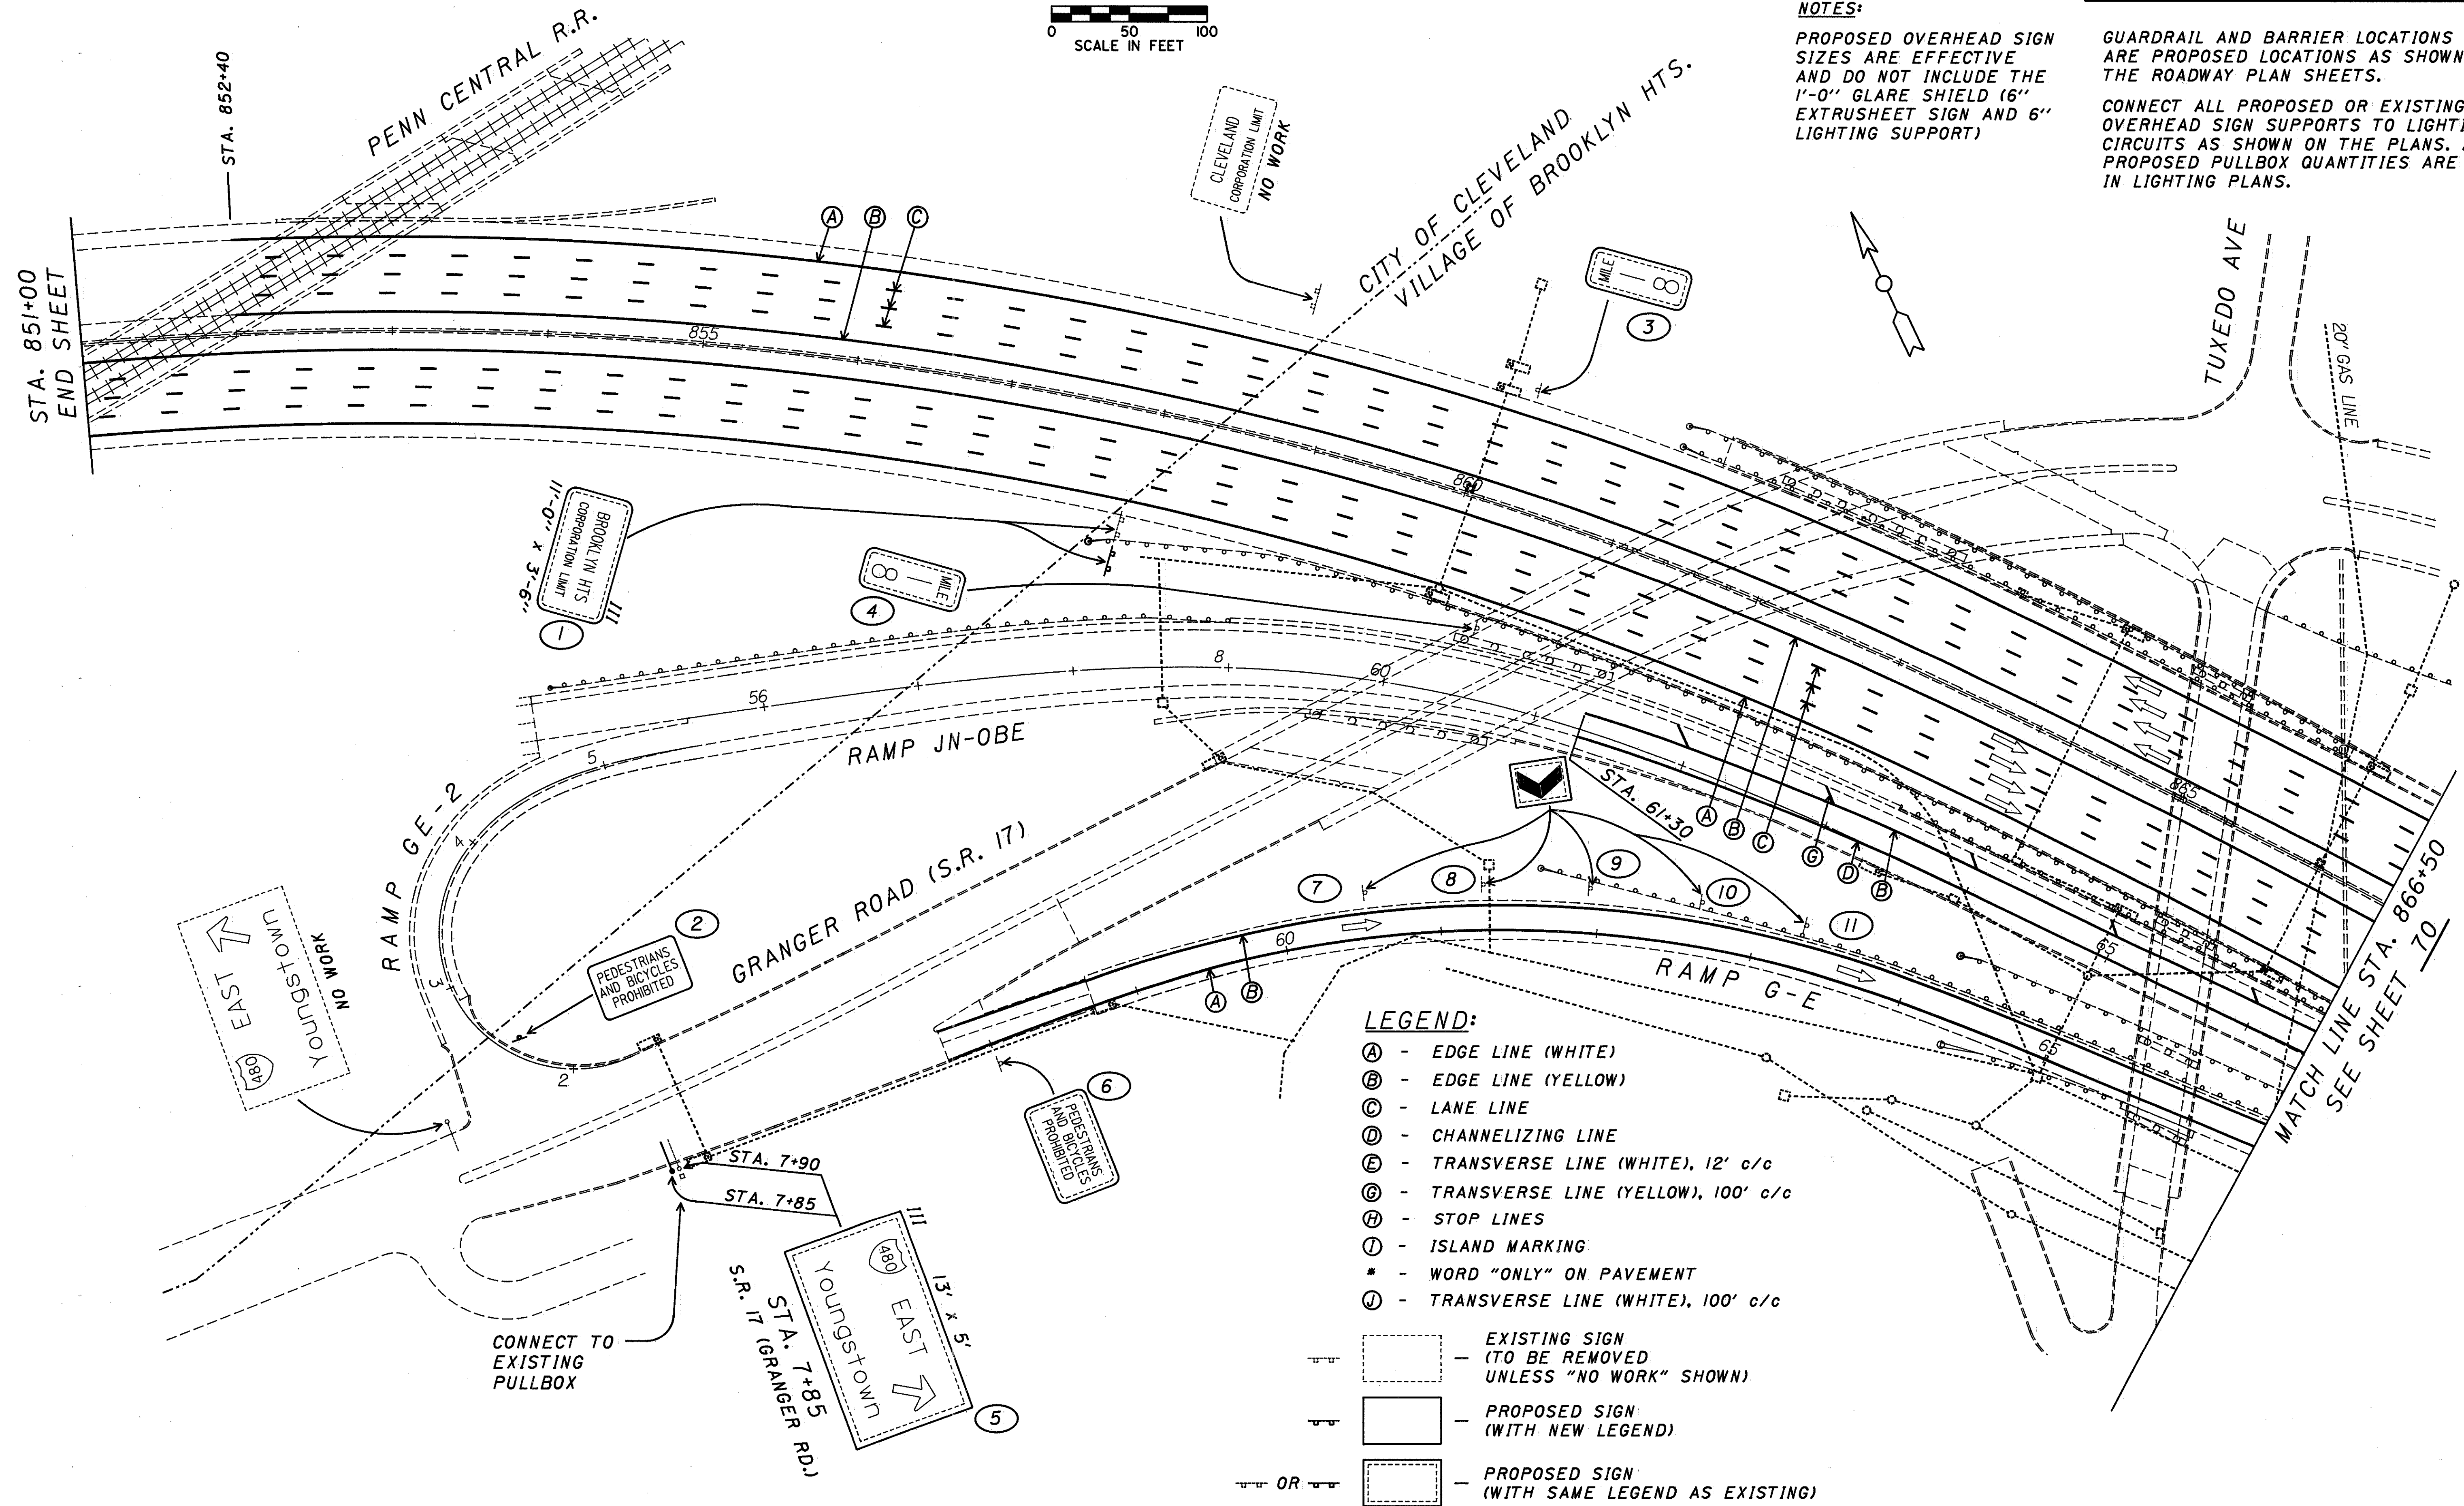 0 50 100
SCALE IN FEET
NOTES:
PROPOSED OVERHEAD SIGN
SIZES ARE EFFECTIVE
AND DO NOT INCLUDE THE
1'-0'' GLARE SHIELD (6''
EXTRUSHEET SIGN AND 6''
LIGHTING SUPPORT)
GUARDRAIL AND BARRIER LOCATIONS
ARE PROPOSED LOCATIONS AS SHOWN
THE ROADWAY PLAN SHEETS.
CONNECT ALL PROPOSED OR EXISTING
OVERHEAD SIGN SUPPORTS TO
CIRCUITS AS SHOWN ON THE PLANS.
PROPOSED PULLBOX QUANTITIES ARE
IN LIGHTING PLANS.
STA. 852+40
PENN CENTRAL R.R.
CLEVELAND
CORPORATION LIMIT
NO WORK
CITY OF CLEVELAND
VILLAGE OF BROOKLYN HTS.
TUXEDO AVE
20" GAS LINE
A B C
STA. 851+00
END SHEET
855
MILE
18
3
860
BROOKLYN HTS
CORPORATION LIMIT
11'-0'' x 3'-6''
III
1
MILE
18
4
56
8
60
5
4
3
2
RAMP JN-OBE
RAMP GE-2
GRANGER ROAD (S.R. 17)
STA. 61+30
A B C G D B
865
65
7
8
9
10
11
60
65
A B
RAMP G-E
MATCH LINE STA. 866+50
SEE SHEET 70
480 EAST
Youngstown
NO WORK
PEDESTRIANS
AND BICYCLES
PROHIBITED
2
PEDESTRIANS
AND BICYCLES
PROHIBITED
6
STA. 7+90
STA. 7+85
CONNECT TO
EXISTING
PULLBOX
III
480 EAST
Youngstown
13' x 5'
STA. 7+85
S.R. 17 (GRANGER RD.)
5
LEGEND:
A - EDGE LINE (WHITE)
B - EDGE LINE (YELLOW)
C - LANE LINE
D - CHANNELIZING LINE
E - TRANSVERSE LINE (WHITE), 12' c/c
G - TRANSVERSE LINE (YELLOW), 100' c/c
H - STOP LINES
I - ISLAND MARKING
* - WORD "ONLY" ON PAVEMENT
J - TRANSVERSE LINE (WHITE), 100' c/c
— EXISTING SIGN
(TO BE REMOVED
UNLESS "NO WORK" SHOWN)
— PROPOSED SIGN
(WITH NEW LEGEND)
OR — PROPOSED SIGN
(WITH SAME LEGEND AS EXISTING)